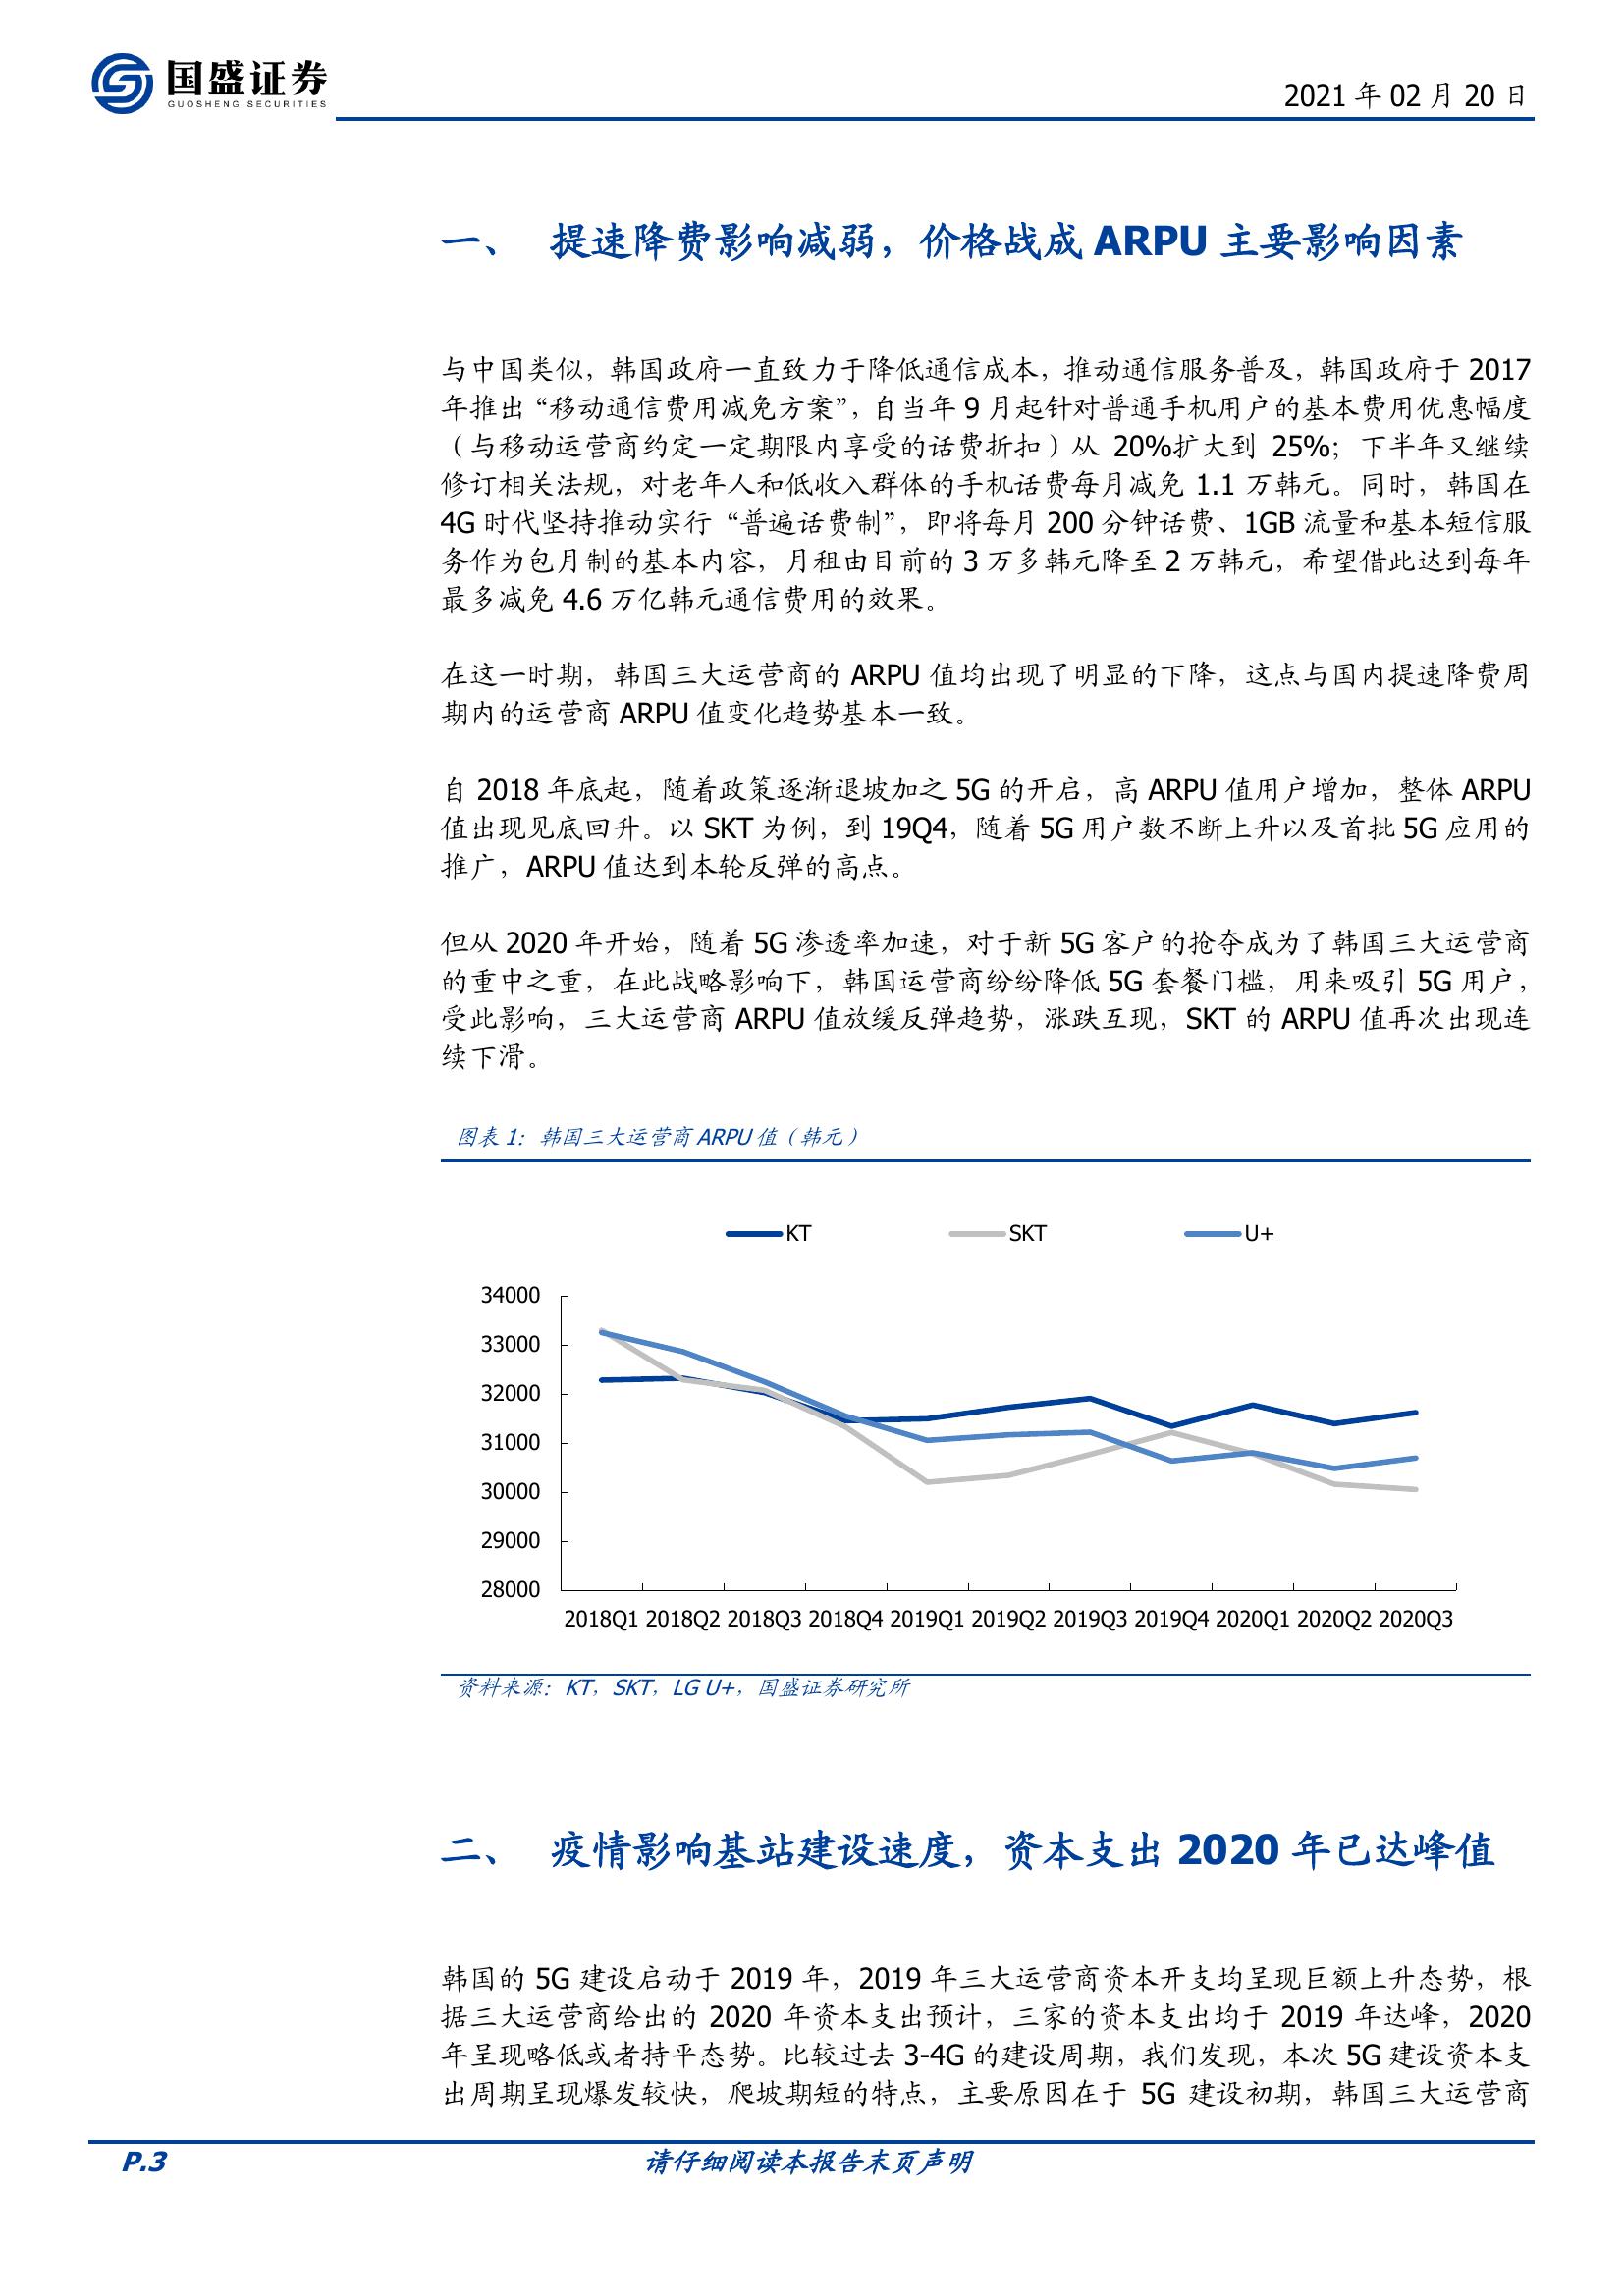 国盛证券
GUOSHENG SECURITIES
2021 年 02 月 20 日
一、 提速降费影响减弱，价格战成 ARPU 主要影响因素
与中国类似，韩国政府一直致力于降低通信成本，推动通信服务普及，韩国政府于 2017
年推出“移动通信费用减免方案”，自当年 9 月起针对普通手机用户的基本费用优惠幅度
（与移动运营商约定一定期限内享受的话费折扣）从 20%扩大到 25%；下半年又继续
修订相关法规，对老年人和低收入群体的手机话费每月减免 1.1 万韩元。同时，韩国在
4G 时代坚持推动实行“普遍话费制”，即将每月 200 分钟话费、1GB 流量和基本短信服
务作为包月制的基本内容，月租由目前的 3 万多韩元降至 2 万韩元，希望借此达到每年
最多减免 4.6 万亿韩元通信费用的效果。
在这一时期，韩国三大运营商的 ARPU 值均出现了明显的下降，这点与国内提速降费周
期内的运营商 ARPU 值变化趋势基本一致。
自 2018 年底起，随着政策逐渐退坡加之 5G 的开启，高 ARPU 值用户增加，整体 ARPU
值出现见底回升。以 SKT 为例，到 19Q4，随着 5G 用户数不断上升以及首批 5G 应用的
推广，ARPU 值达到本轮反弹的高点。
但从 2020 年开始，随着 5G 渗透率加速，对于新 5G 客户的抢夺成为了韩国三大运营商
的重中之重，在此战略影响下，韩国运营商纷纷降低 5G 套餐门槛，用来吸引 5G 用户，
受此影响，三大运营商 ARPU 值放缓反弹趋势，涨跌互现，SKT 的 ARPU 值再次出现连
续下滑。
图表 1：韩国三大运营商 ARPU 值（韩元）
KT SKT U+
34000
33000
32000
31000
30000
29000
28000
2018Q1 2018Q2 2018Q3 2018Q4 2019Q1 2019Q2 2019Q3 2019Q4 2020Q1 2020Q2 2020Q3
资料来源：KT，SKT，LG U+，国盛证券研究所
二、 疫情影响基站建设速度，资本支出 2020 年已达峰值
韩国的 5G 建设启动于 2019 年，2019 年三大运营商资本开支均呈现巨额上升态势，根
据三大运营商给出的 2020 年资本支出预计，三家的资本支出均于 2019 年达峰，2020
年呈现略低或者持平态势。比较过去 3-4G 的建设周期，我们发现，本次 5G 建设资本支
出周期呈现爆发较快，爬坡期短的特点，主要原因在于 5G 建设初期，韩国三大运营商
P.3
请仔细阅读本报告末页声明